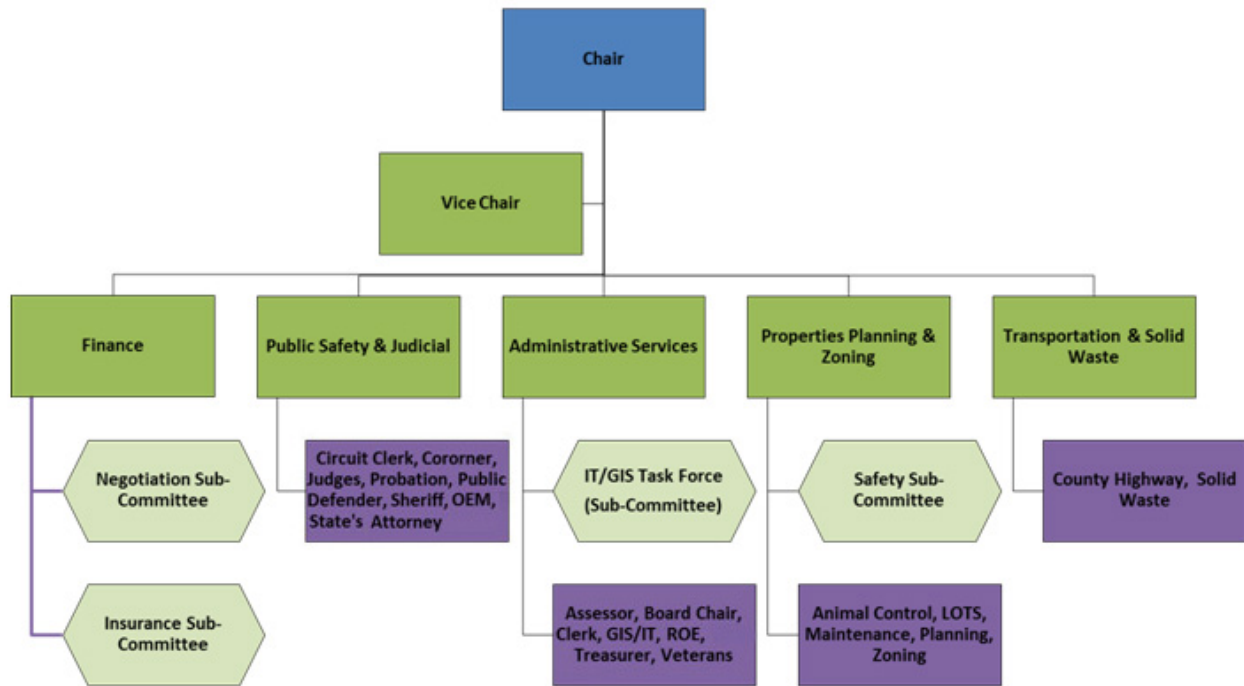 Chair
Vice Chair
Finance
Public Safety & Judicial
Administrative Services
Properties Planning &
Zoning
Transportation & Solid
Waste
Negotiation Sub-
Committee
Circuit Clerk, Cororner,
Judges, Probation, Public
Defender, Sheriff, OEM,
State's Attorney
IT/GIS Task Force
(Sub-Committee)
Safety Sub-
Committee
County Highway, Solid
Waste
Insurance Sub-
Committee
Assessor, Board Chair,
Clerk, GIS/IT, ROE,
Treasurer, Veterans
Animal Control, LOTS,
Maintenance, Planning,
Zoning